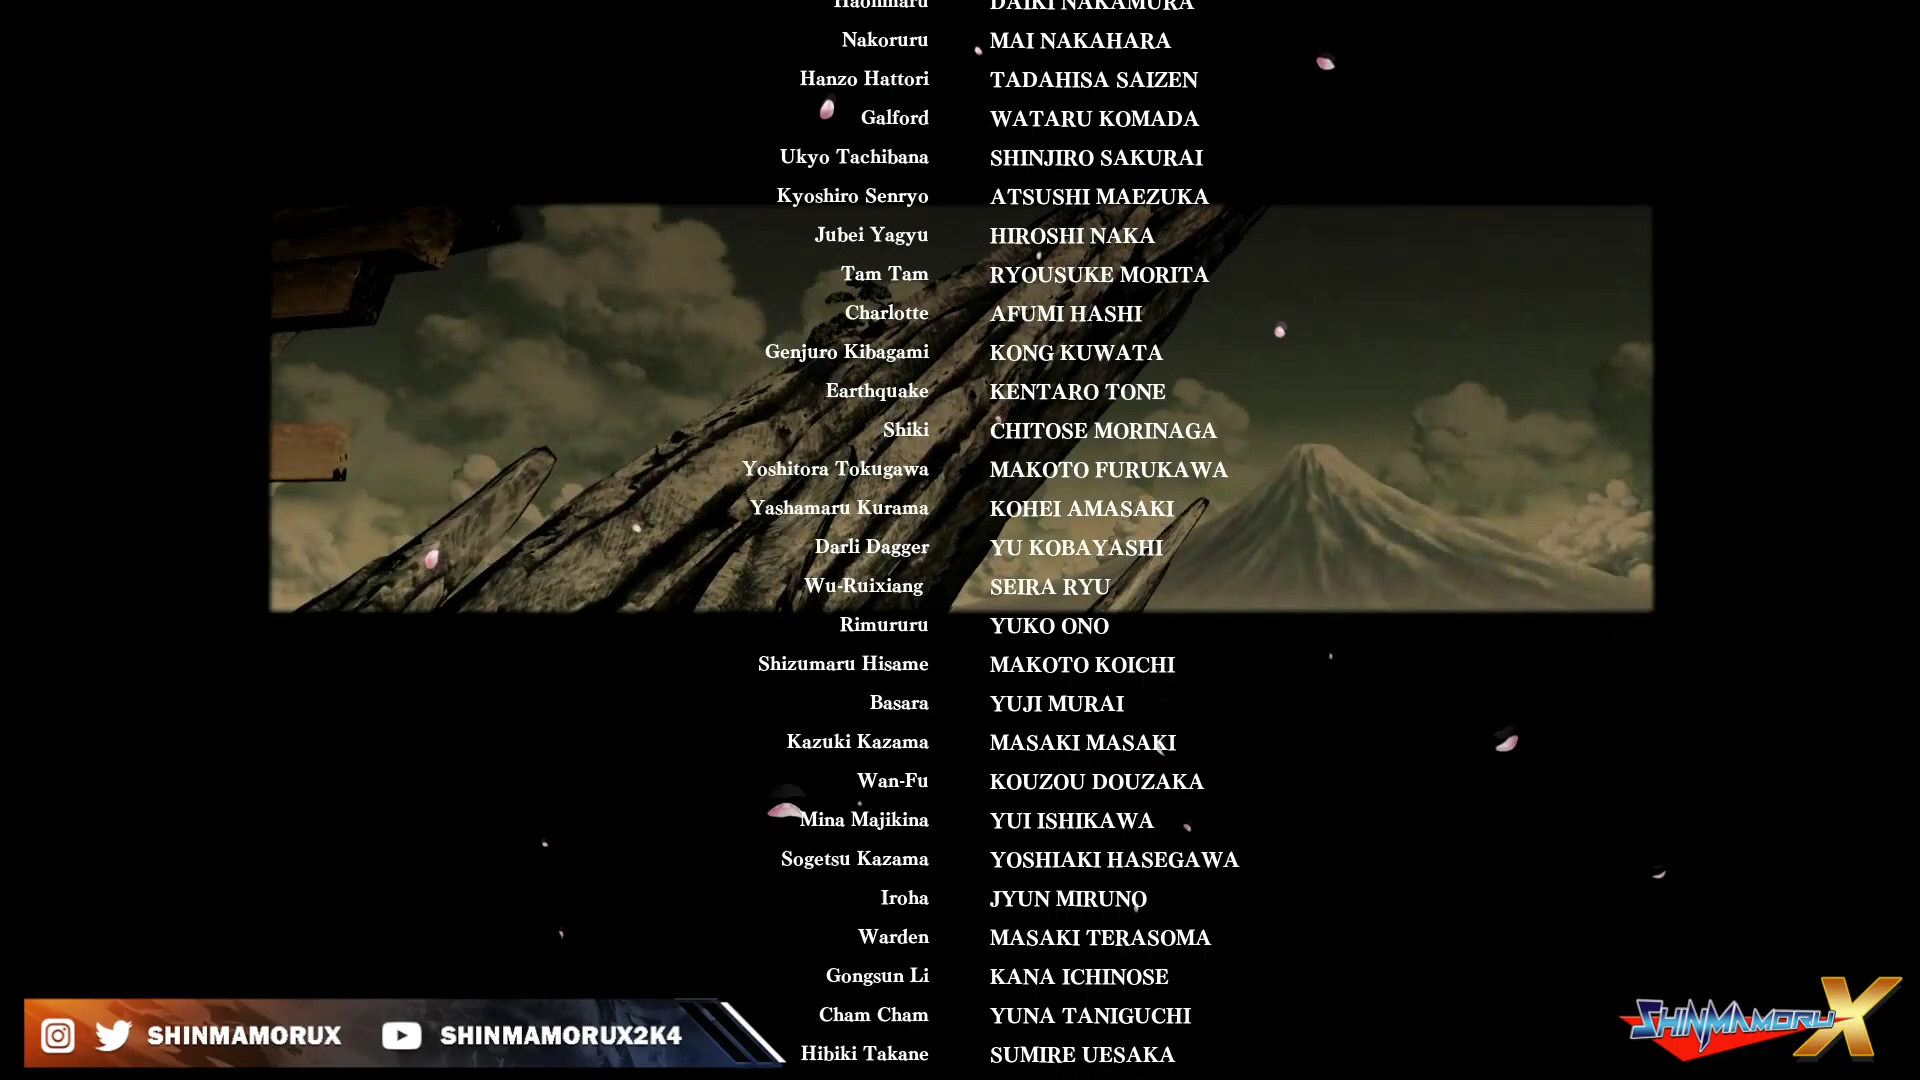 Haohmaru DAIKI NAKAMURA
Nakoruru MAI NAKAHARA
Hanzo Hattori TADAHISA SAIZEN
Galford WATARU KOMADA
Ukyo Tachibana SHINJIRO SAKURAI
Kyoshiro Senryo ATSUSHI MAEZUKA
Jubei Yagyu HIROSHI NAKA
Tam Tam RYOUSUKE MORITA
Charlotte AFUMI HASHI
Genjuro Kibagami KONG KUWATA
Earthquake KENTARO TONE
Shiki CHITOSE MORINAGA
Yoshitora Tokugawa MAKOTO FURUKAWA
Yashamaru Kurama KOHEI AMASAKI
Darli Dagger YU KOBAYASHI
Wu-Ruixiang SEIRA RYU
Rimururu YUKO ONO
Shizumaru Hisame MAKOTO KOICHI
Basara YUJI MURAI
Kazuki Kazama MASAKI MASAKI
Wan-Fu KOUZOU DOUZAKA
Mina Majikina YUI ISHIKAWA
Sogetsu Kazama YOSHIAKI HASEGAWA
Iroha JYUN MIRUNO
Warden MASAKI TERASOMA
Gongsun Li KANA ICHINOSE
Cham Cham YUNA TANIGUCHI
Hibiki Takane SUMIRE UESAKA
SHINMAMORUX SHINMAMORUX2K4
SHINMAMORU X